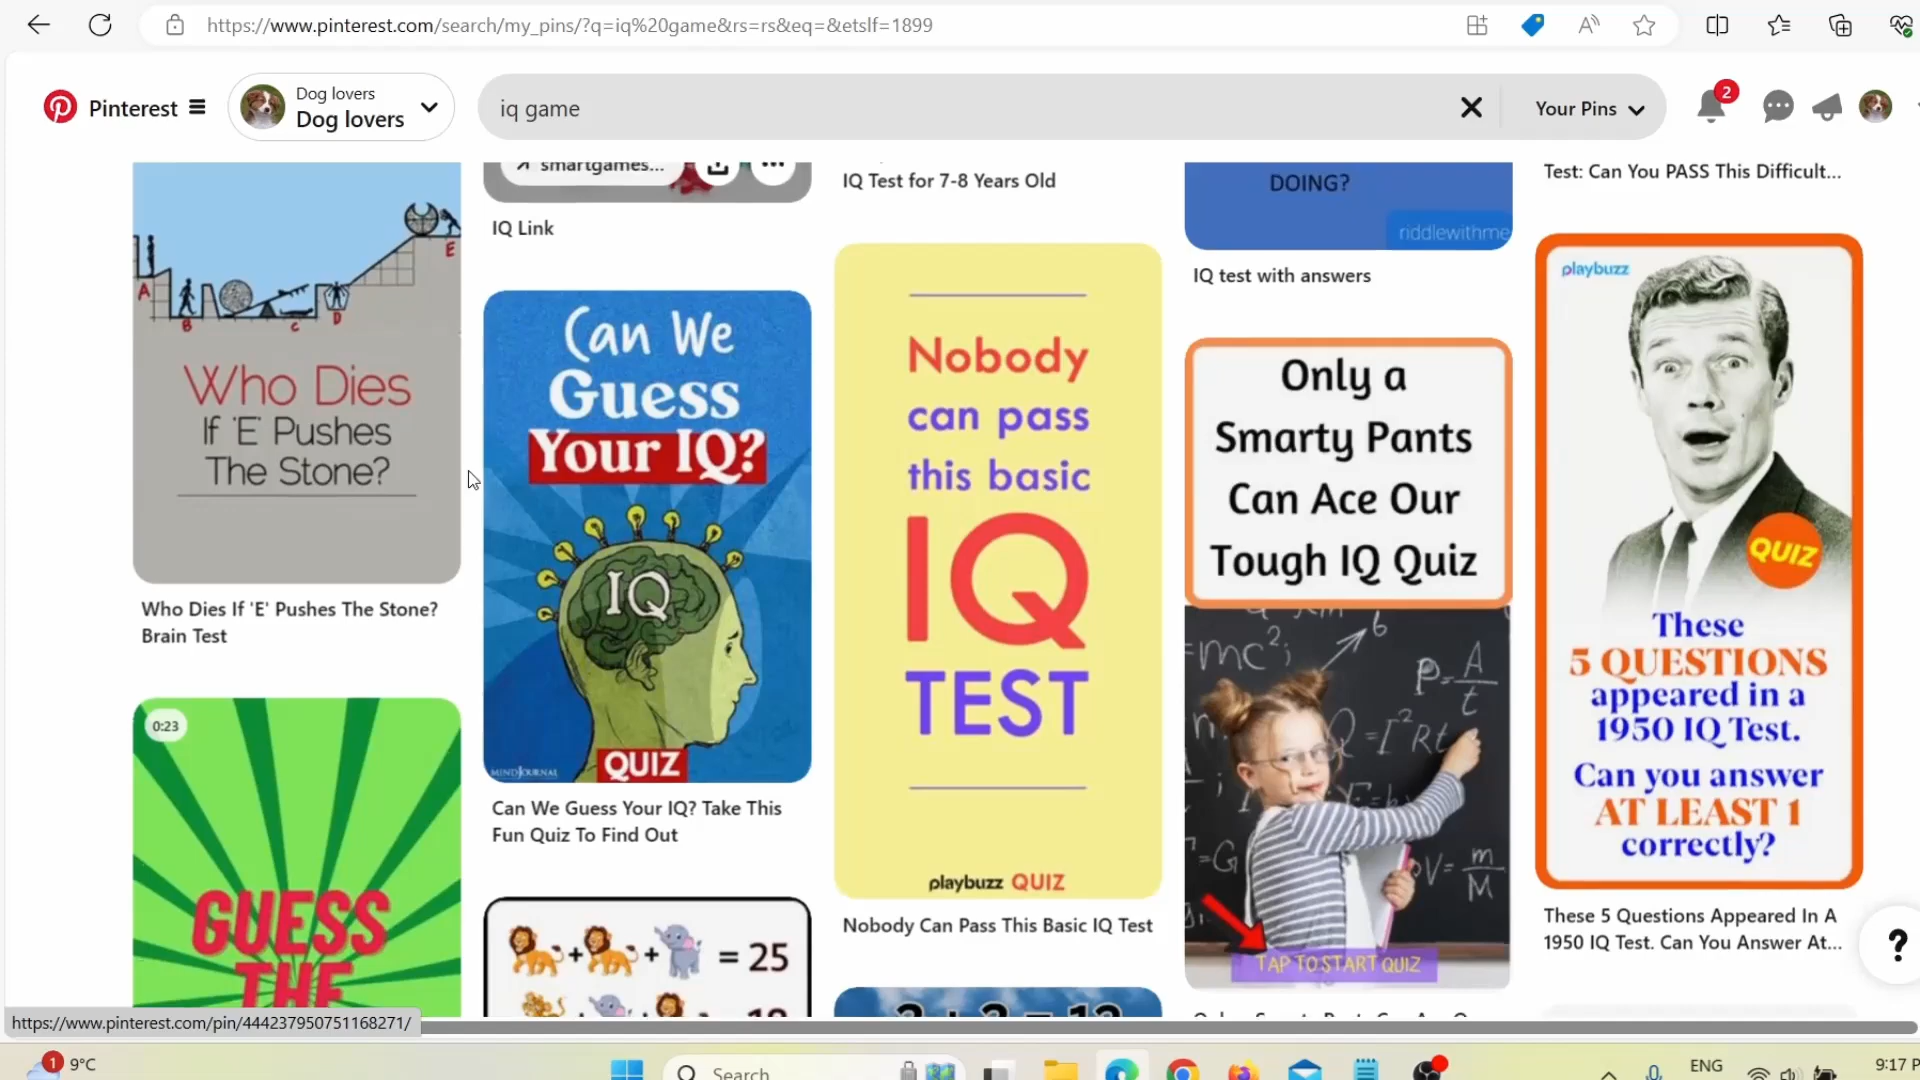 https://www.pinterest.com/search/my_pins/?q=iq%20game&rs=rs&eq=&etslf=1899
Pinterest
Dog lovers
Dog lovers
iq game
Your Pins
2
A
B
C
D
E
Who Dies
If 'E' Pushes
The Stone?
Who Dies If 'E' Pushes The Stone?
Brain Test
0:23
GUESS
THE
smartgames...
IQ Link
Can We
Guess
Your IQ?
IQ
MINDJOURNAL
QUIZ
Can We Guess Your IQ? Take This
Fun Quiz To Find Out
= 25
IQ Test for 7-8 Years Old
Nobody
can pass
this basic
IQ
TEST
playbuzz QUIZ
Nobody Can Pass This Basic IQ Test
DOING?
riddlewithme
IQ test with answers
Only a
Smarty Pants
Can Ace Our
Tough IQ Quiz
=mc²;
b
P=A/t
Q=I²Rt
V=m/M
TAP TO START QUIZ
Test: Can You PASS This Difficult...
playbuzz
QUIZ
These
5 QUESTIONS
appeared in a
1950 IQ Test.
Can you answer
AT LEAST 1
correctly?
These 5 Questions Appeared In A
1950 IQ Test. Can You Answer At...
?
https://www.pinterest.com/pin/444237950751168271/
1
9°C
Search
ENG
9:17 P